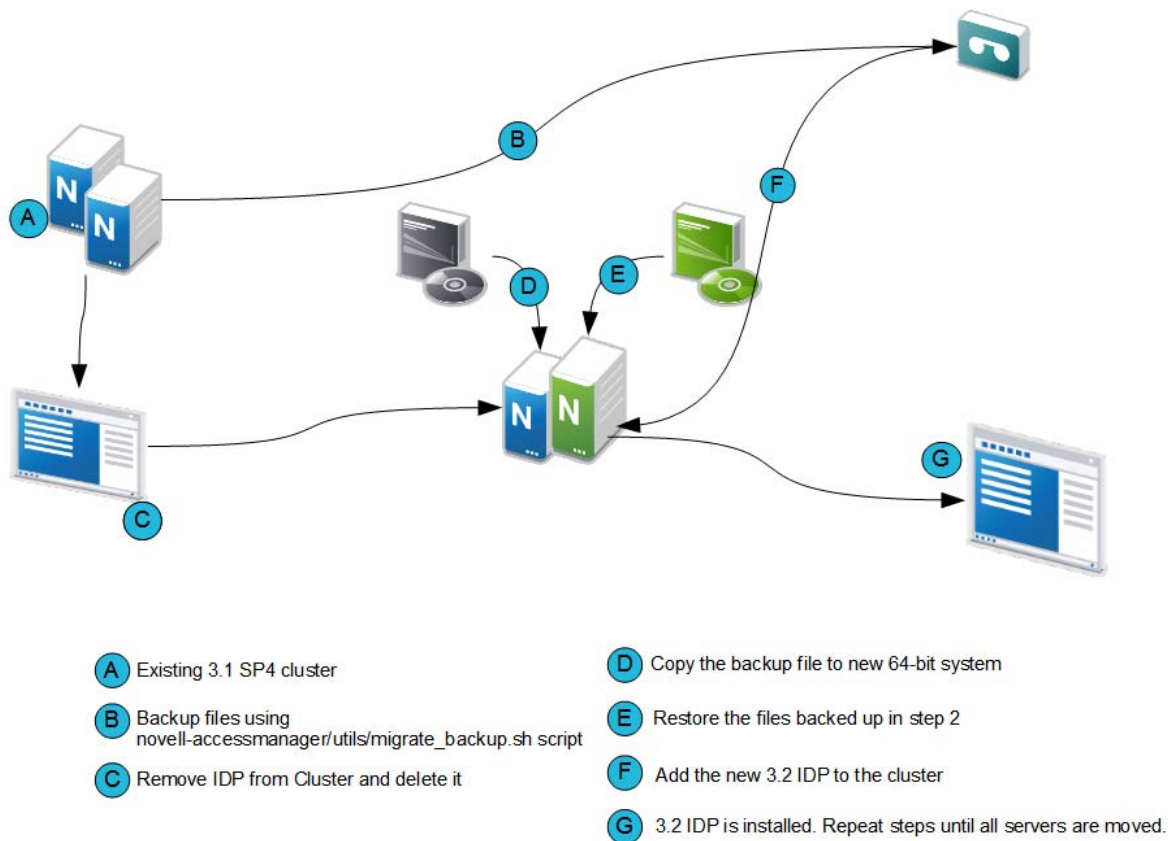 B
F
A
N
N
D
E
N
N
G
C
A Existing 3.1 SP4 cluster
B Backup files using
novell-accessmanager/utils/migrate_backup.sh script
C Remove IDP from Cluster and delete it
D Copy the backup file to new 64-bit system
E Restore the files backed up in step 2
F Add the new 3.2 IDP to the cluster
G 3.2 IDP is installed. Repeat steps until all servers are moved.